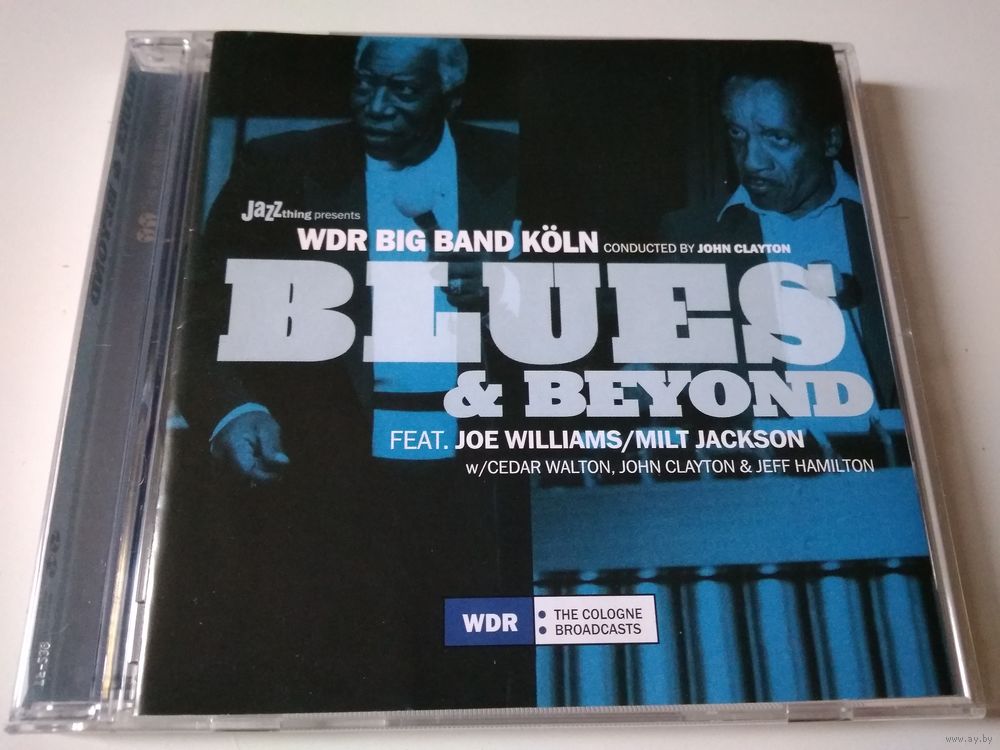 JaZZthing presents
WDR BIG BAND KÖLN CONDUCTED BY JOHN CLAYTON
BLUES
& BEYOND
FEAT. JOE WILLIAMS/MILT JACKSON
w/CEDAR WALTON, JOHN CLAYTON & JEFF HAMILTON
WDR
THE COLOGNE
BROADCASTS
www.ay.by